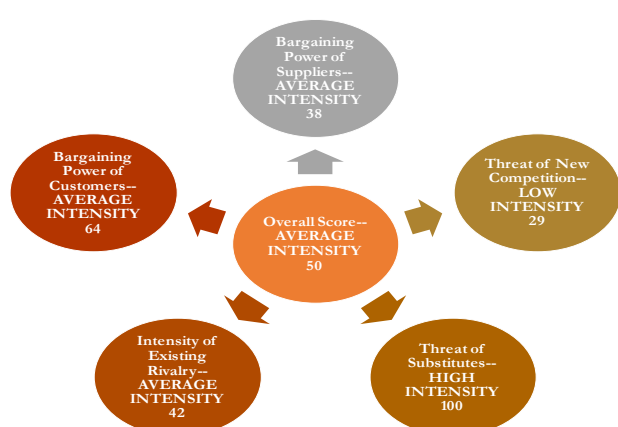 Bargaining
Power of
Suppliers--
AVERAGE
INTENSITY
38
Bargaining
Power of
Customers--
AVERAGE
INTENSITY
64
Threat of New
Competition--
LOW
INTENSITY
29
Overall Score--
AVERAGE
INTENSITY
50
Intensity of
Existing
Rivalry--
AVERAGE
INTENSITY
42
Threat of
Substitutes--
HIGH
INTENSITY
100